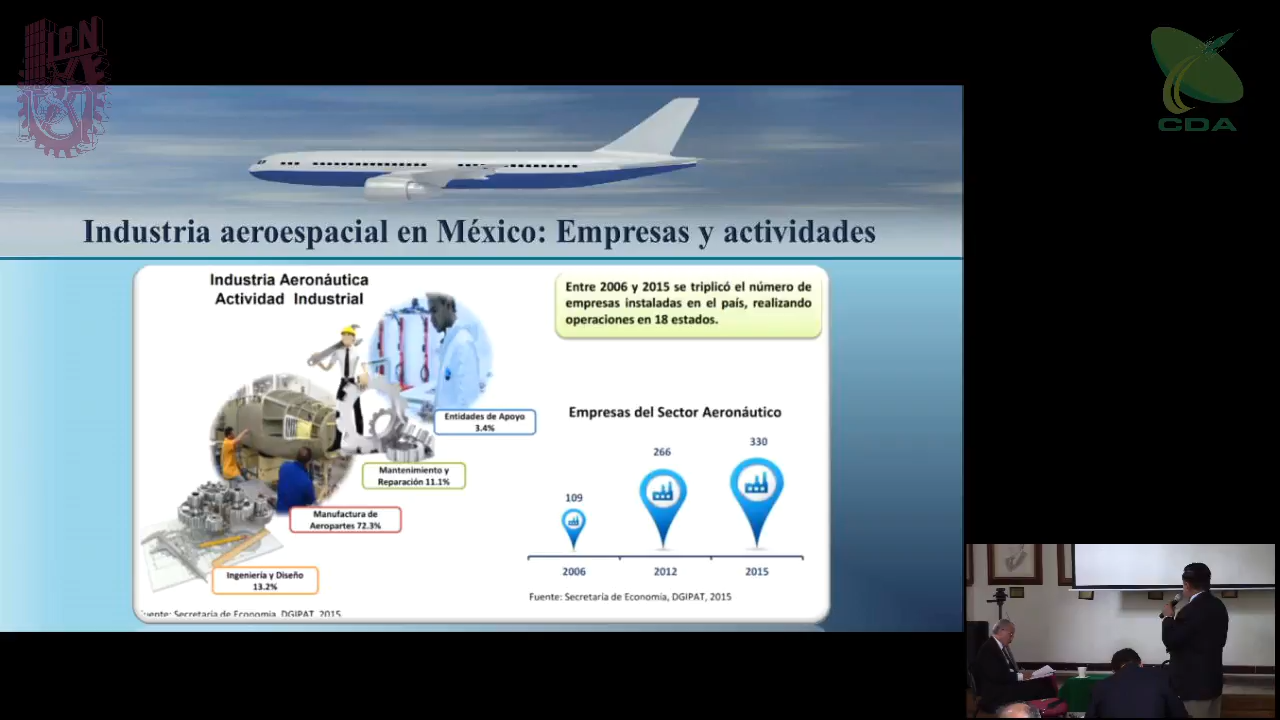 IPN
CDA
Industria aeroespacial en México: Empresas y actividades
Industria Aeronáutica
Actividad Industrial
Entidades de Apoyo
3.4%
Mantenimiento y
Reparación 11.1%
Manufactura de
Aeropartes 72.3%
Ingeniería y Diseño
13.2%
uente: Secretaría de Economía, DGIPAT, 2015
Entre 2006 y 2015 se triplicó el número de
empresas instaladas en el país, realizando
operaciones en 18 estados.
Empresas del Sector Aeronáutico
109
266
330
2006
2012
2015
Fuente: Secretaría de Economía, DGIPAT, 2015